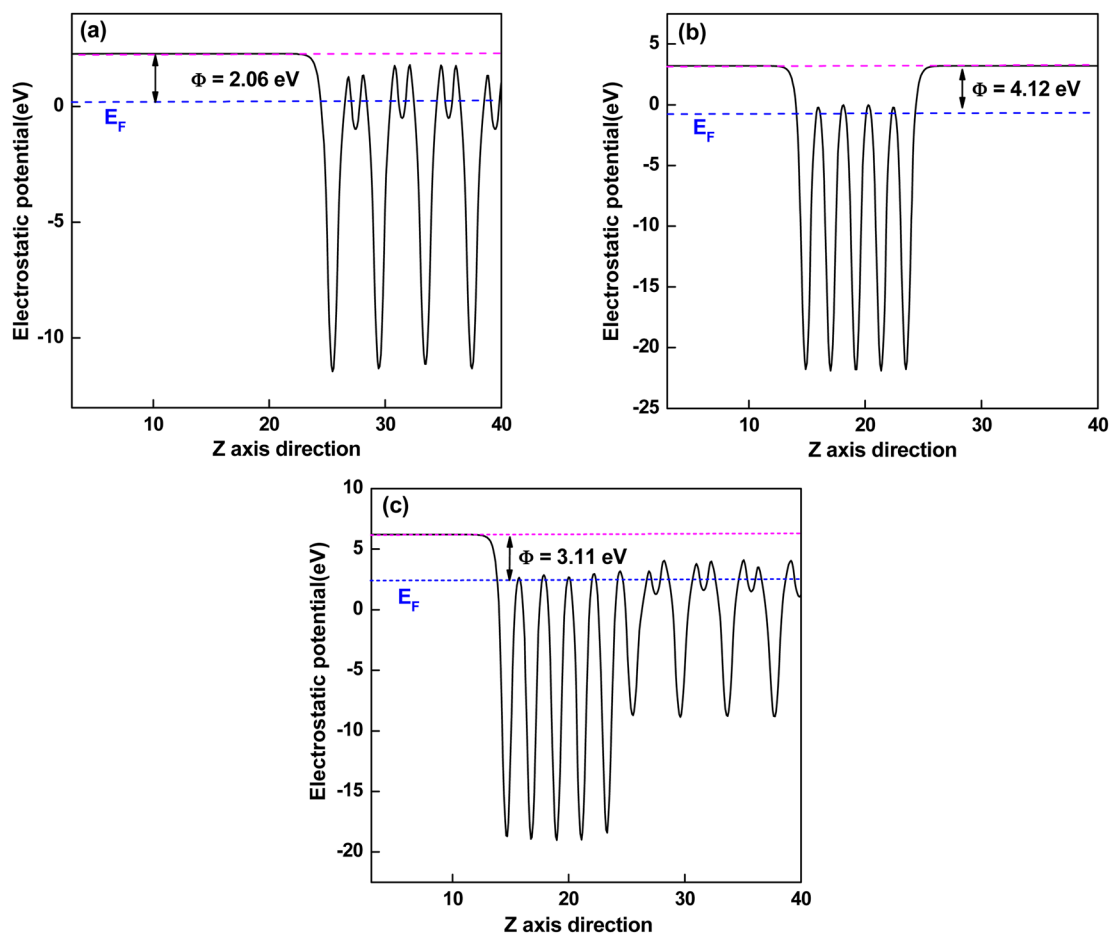 (a)
Φ = 2.06 eV
E_F
0
-5
-10
10 20 30 40
Electrostatic potential(eV)
Z axis direction
(b)
Φ = 4.12 eV
E_F
5
0
-5
-10
-15
-20
-25
10 20 30 40
Electrostatic potential(eV)
Z axis direction
(c)
Φ = 3.11 eV
E_F
10
5
0
-5
-10
-15
-20
10 20 30 40
Electrostatic potential(eV)
Z axis direction